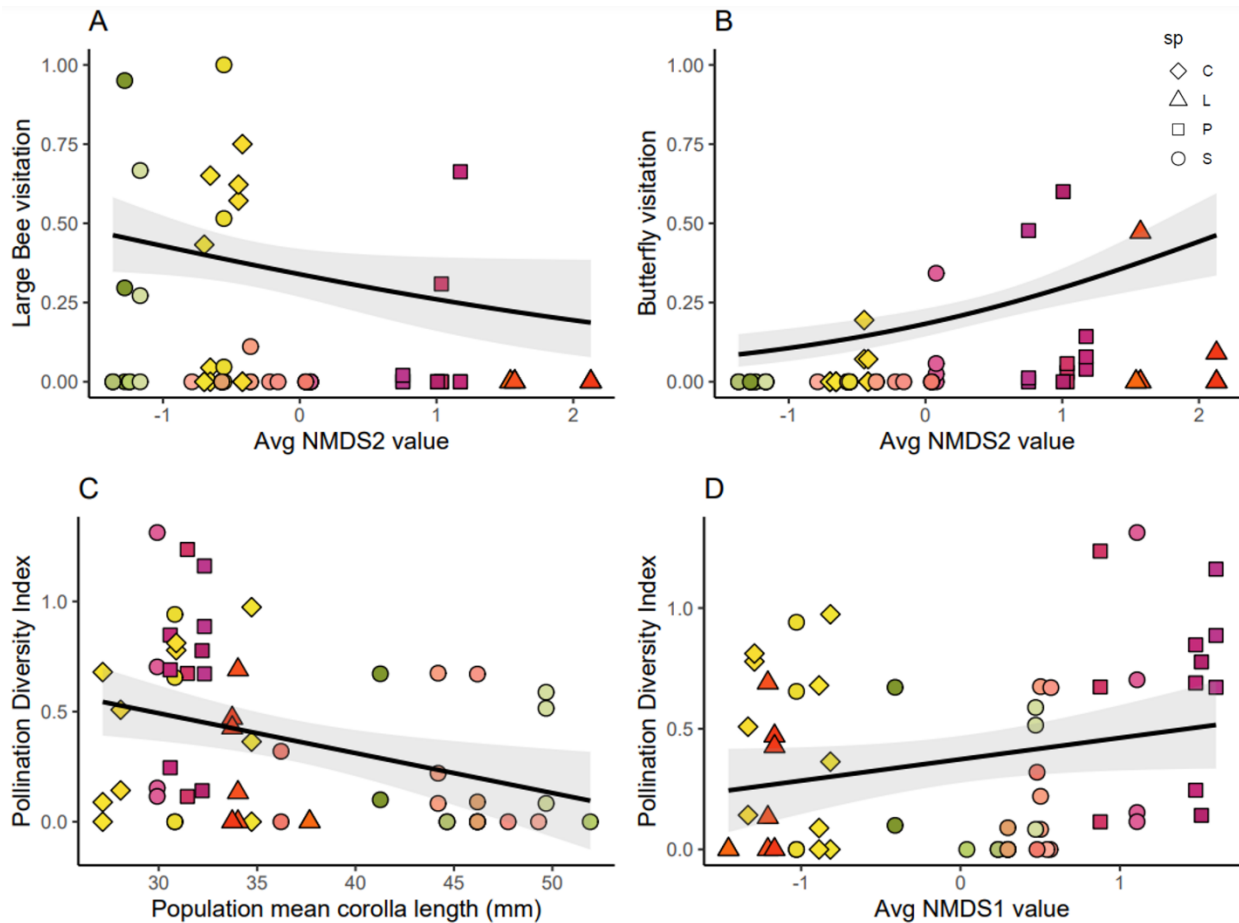 A
Large Bee visitation
1.00
0.75
0.50
0.25
0.00
-1
0
1
2
Avg NMDS2 value
B
Butterfly visitation
1.00
0.75
0.50
0.25
0.00
-1
0
1
2
Avg NMDS2 value
sp
C
L
P
S
C
Pollination Diversity Index
1.0
0.5
0.0
30
35
40
45
50
Population mean corolla length (mm)
D
Pollination Diversity Index
1.0
0.5
0.0
-1
0
1
Avg NMDS1 value